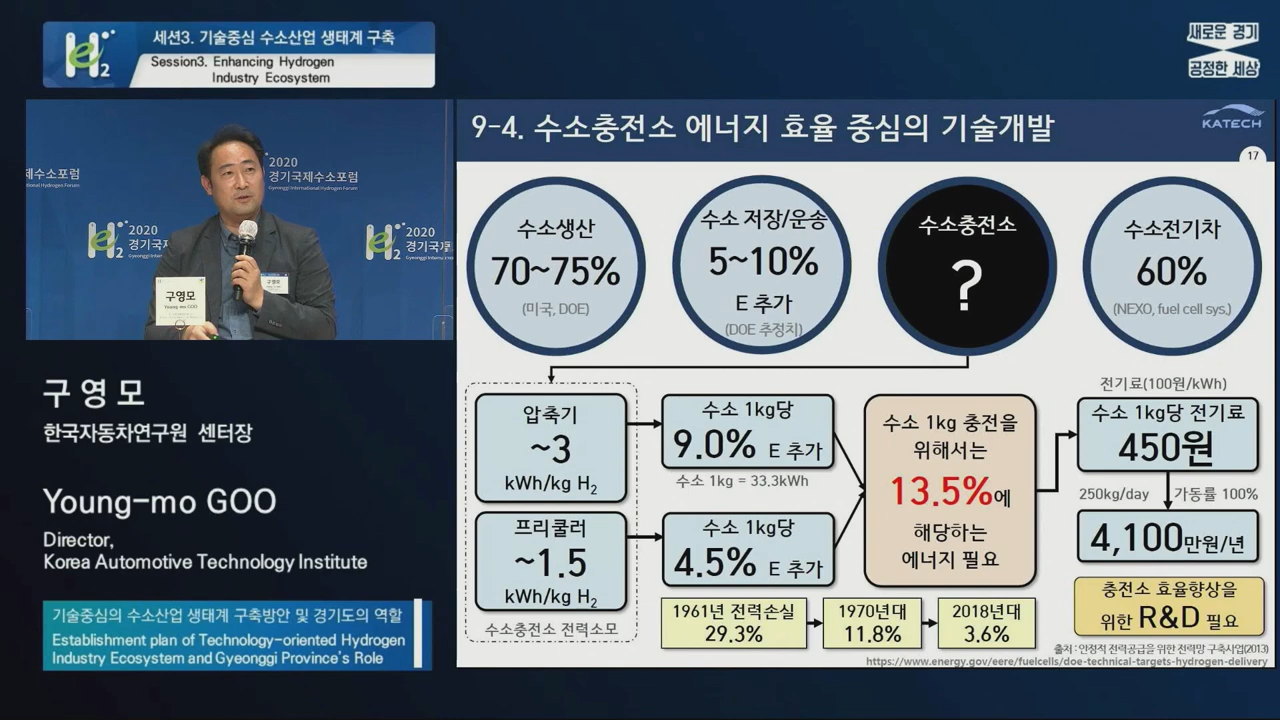 H2
e
세션3. 기술중심 수소산업 생태계 구축
Session3. Enhancing Hydrogen
Industry Ecosystem
새로운 경기
공정한 세상
제수소포럼
2020
경기국제수소포럼
Gyeonggi International Hydrogen Forum
H2
e
2020
경기국제
H2
e
2020
경기국제수
구영모
Young-mo GOO
구영모
구 영 모
한국자동차연구원 센터장
Young-mo GOO
Director,
Korea Automotive Technology Institute
기술중심의 수소산업 생태계 구축방안 및 경기도의 역할
Establishment plan of Technology-oriented Hydrogen
Industry Ecosystem and Gyeonggi Province's Role
9-4. 수소충전소 에너지 효율 중심의 기술개발
KATECH
17
수소생산
70~75%
(미국, DOE)
수소 저장/운송
5~10%
E 추가
(DOE 추정치)
수소충전소
?
수소전기차
60%
(NEXO, fuel cell sys.)
압축기
~3
kWh/kg H2
프리쿨러
~1.5
kWh/kg H2
수소충전소 전력소모
수소 1kg당
9.0% E 추가
수소 1kg = 33.3kWh
수소 1kg당
4.5% E 추가
수소 1kg 충전을
위해서는
13.5%에
해당하는
에너지 필요
전기료(100원/kWh)
수소 1kg당 전기료
450원
250kg/day 가동률 100%
4,100만원/년
1961년 전력손실
29.3%
1970년대
11.8%
2018년대
3.6%
충전소 효율향상을
위한 R&D 필요
출처 : 안정적 전력공급을 위한 전력망 구축사업(2013)
https://www.energy.gov/eere/fuelcells/doe-technical-targets-hydrogen-delivery